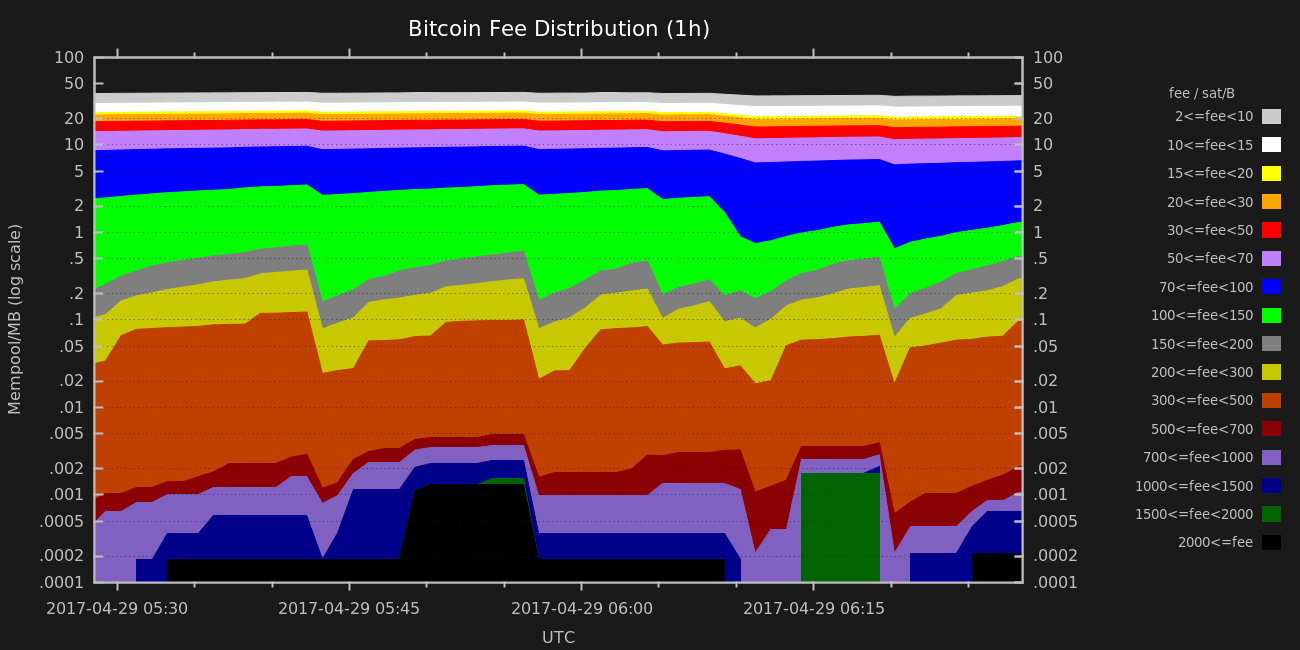 Bitcoin Fee Distribution (1h)
Mempool/MB (log scale)
100
50
20
10
5
2
1
.5
.2
.1
.05
.02
.01
.005
.002
.001
.0005
.0002
.0001
100
50
20
10
5
2
1
.5
.2
.1
.05
.02
.01
.005
.002
.001
.0005
.0002
.0001
fee / sat/B
2<=fee<10
10<=fee<15
15<=fee<20
20<=fee<30
30<=fee<50
50<=fee<70
70<=fee<100
100<=fee<150
150<=fee<200
200<=fee<300
300<=fee<500
500<=fee<700
700<=fee<1000
1000<=fee<1500
1500<=fee<2000
2000<=fee
2017-04-29 05:30
2017-04-29 05:45
2017-04-29 06:00
2017-04-29 06:15
UTC